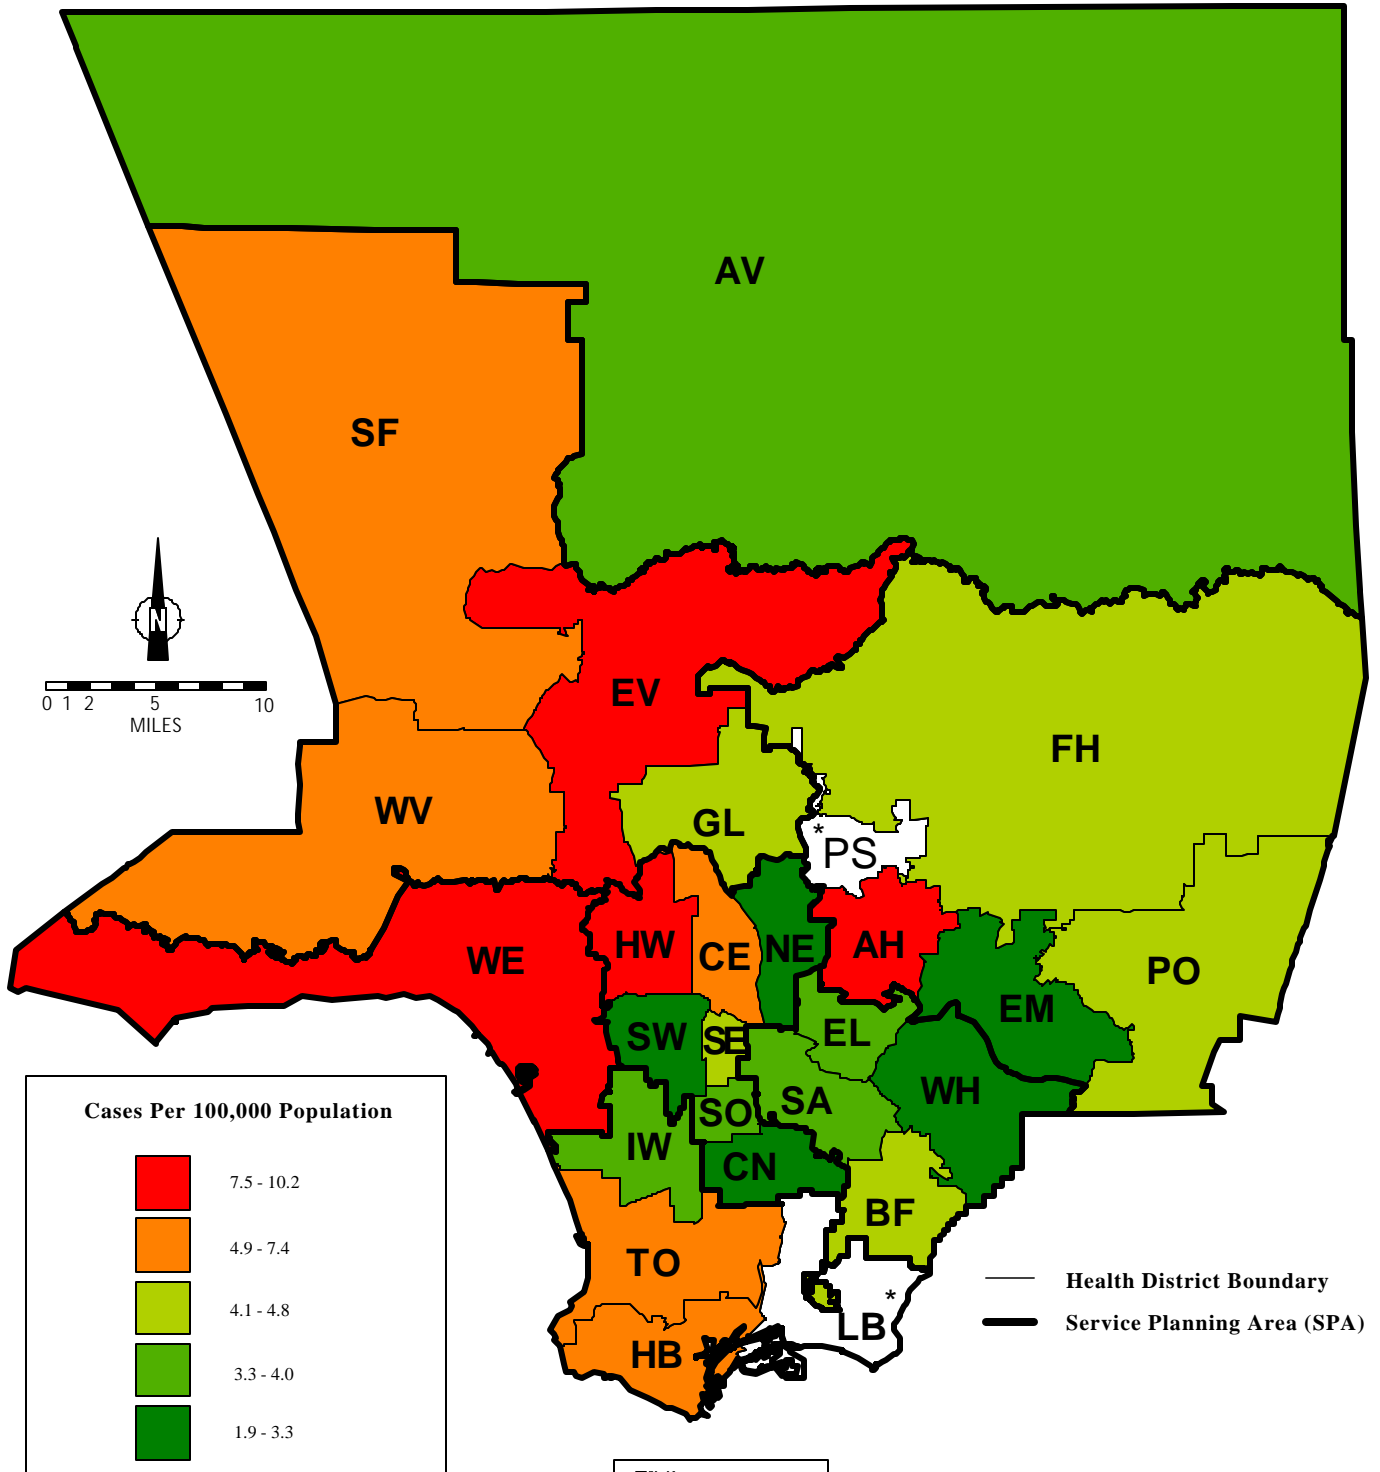 AV
SF
N
0 1 2 5 10
MILES
EV
FH
WV
GL
*
PS
HW
CE
NE
AH
WE
PO
EM
SW
SE
EL
WH
SA
SO
IW
CN
BF
TO
*
LB
HB
Cases Per 100,000 Population
7.5 - 10.2
4.9 - 7.4
4.1 - 4.8
3.3 - 4.0
1.9 - 3.3
Health District Boundary
Service Planning Area (SPA)